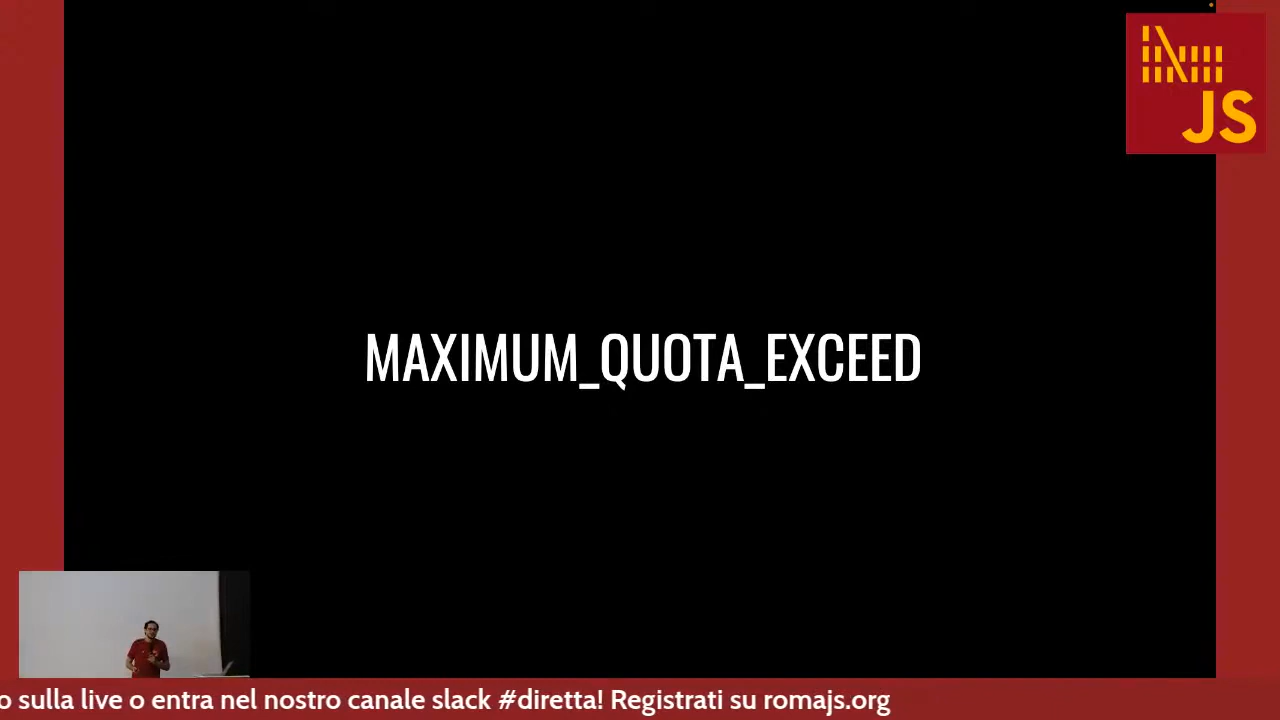 JS
MAXIMUM_QUOTA_EXCEED
o sulla live o entra nel nostro canale slack #diretta! Registrati su romajs.org